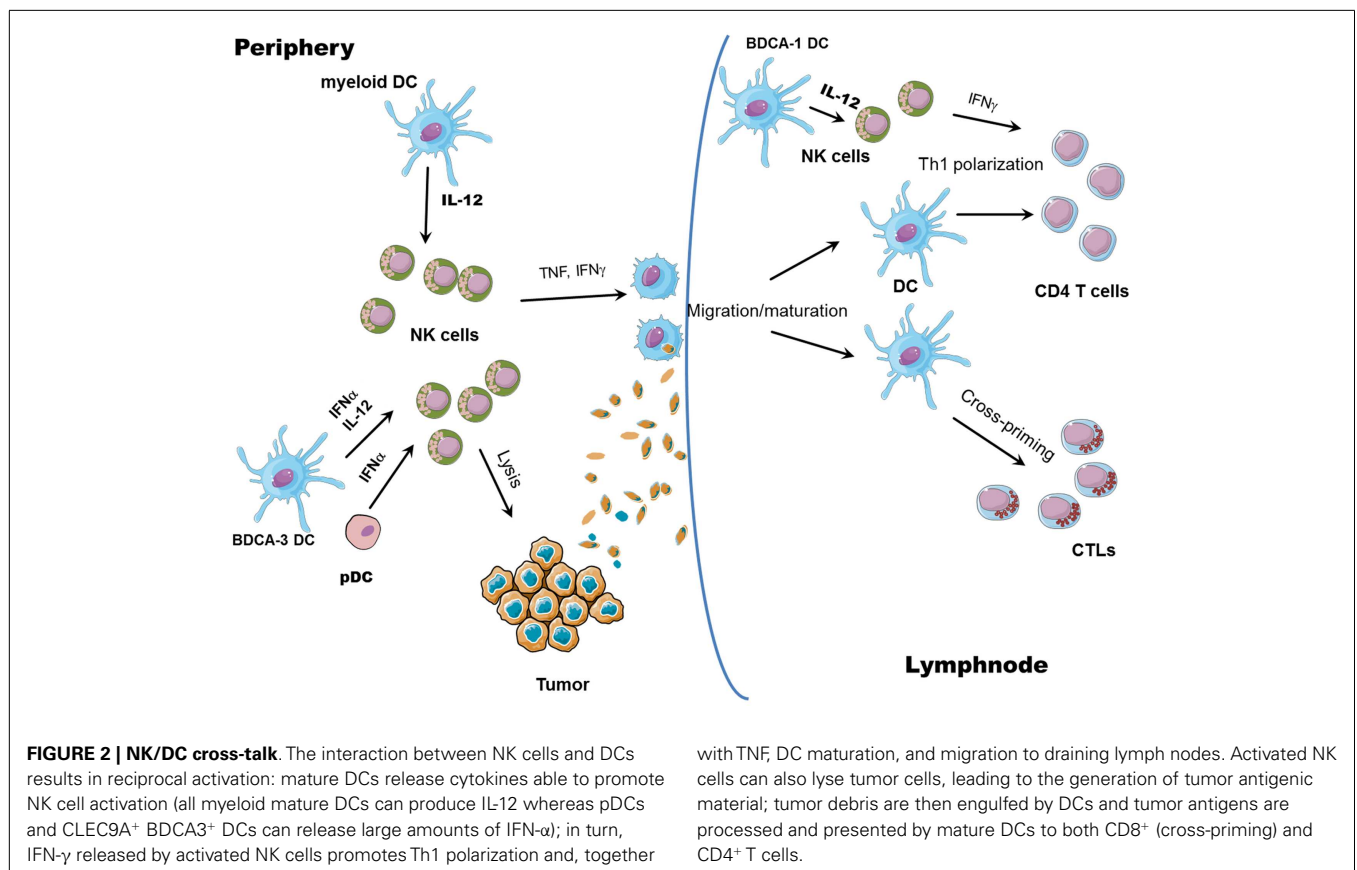 Periphery
myeloid DC
IL-12
NK cells
TNF, IFNγ
IFNα
IL-12
IFNα
BDCA-3 DC
pDC
Lysis
Tumor
BDCA-1 DC
IL-12
NK cells
IFNγ
Th1 polarization
DC
CD4 T cells
Migration/maturation
Cross-priming
CTLs
Lymphnode
FIGURE 2 | NK/DC cross-talk. The interaction between NK cells and DCs
results in reciprocal activation: mature DCs release cytokines able to promote
NK cell activation (all myeloid mature DCs can produce IL-12 whereas pDCs
and CLEC9A⁺ BDCA3⁺ DCs can release large amounts of IFN-α); in turn,
IFN-γ released by activated NK cells promotes Th1 polarization and, together
with TNF, DC maturation, and migration to draining lymph nodes. Activated NK
cells can also lyse tumor cells, leading to the generation of tumor antigenic
material; tumor debris are then engulfed by DCs and tumor antigens are
processed and presented by mature DCs to both CD8⁺ (cross-priming) and
CD4⁺ T cells.